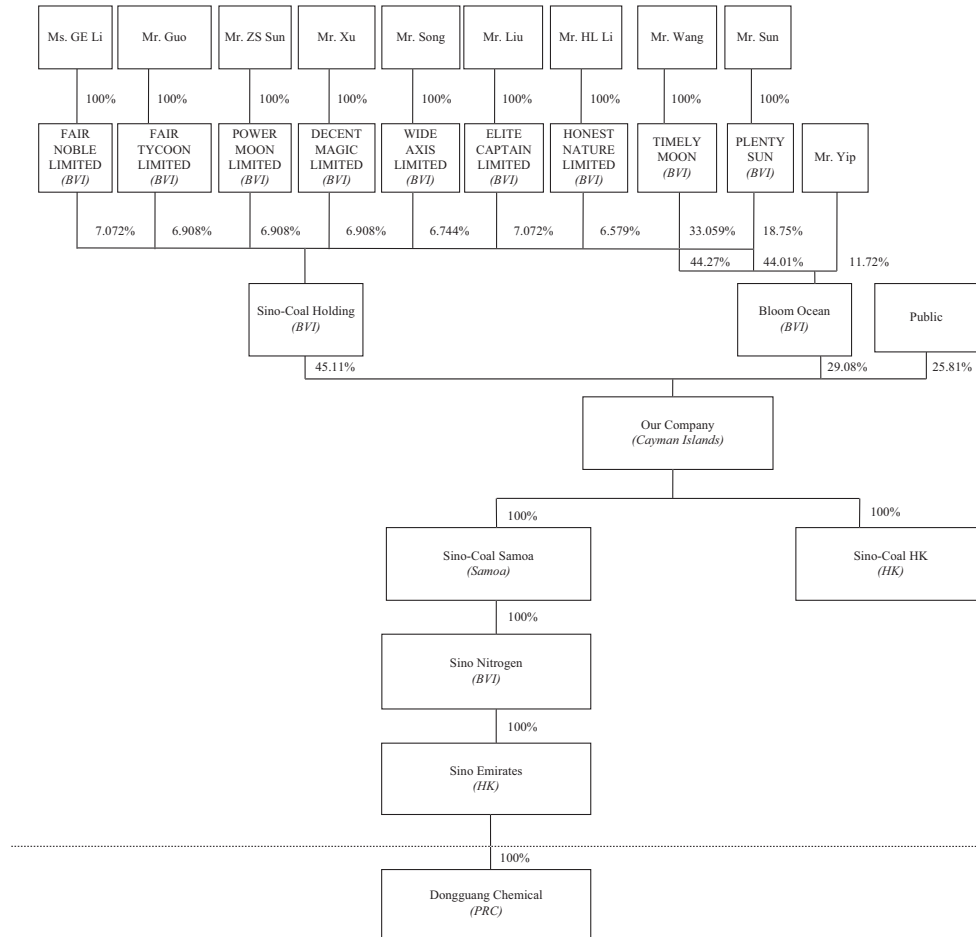 Ms. GE Li
Mr. Guo
Mr. ZS Sun
Mr. Xu
Mr. Song
Mr. Liu
Mr. HL Li
Mr. Wang
Mr. Sun
100%
100%
100%
100%
100%
100%
100%
100%
100%
FAIR
NOBLE
LIMITED
(BVI)
FAIR
TYCOON
LIMITED
(BVI)
POWER
MOON
LIMITED
(BVI)
DECENT
MAGIC
LIMITED
(BVI)
WIDE
AXIS
LIMITED
(BVI)
ELITE
CAPTAIN
LIMITED
(BVI)
HONEST
NATURE
LIMITED
(BVI)
TIMELY
MOON
(BVI)
PLENTY
SUN
(BVI)
Mr. Yip
7.072%
6.908%
6.908%
6.908%
6.744%
7.072%
6.579%
33.059%
18.75%
44.27%
44.01%
11.72%
Sino-Coal Holding
(BVI)
Bloom Ocean
(BVI)
Public
45.11%
29.08%
25.81%
Our Company
(Cayman Islands)
100%
100%
Sino-Coal Samoa
(Samoa)
Sino-Coal HK
(HK)
100%
Sino Nitrogen
(BVI)
100%
Sino Emirates
(HK)
100%
Dongguang Chemical
(PRC)